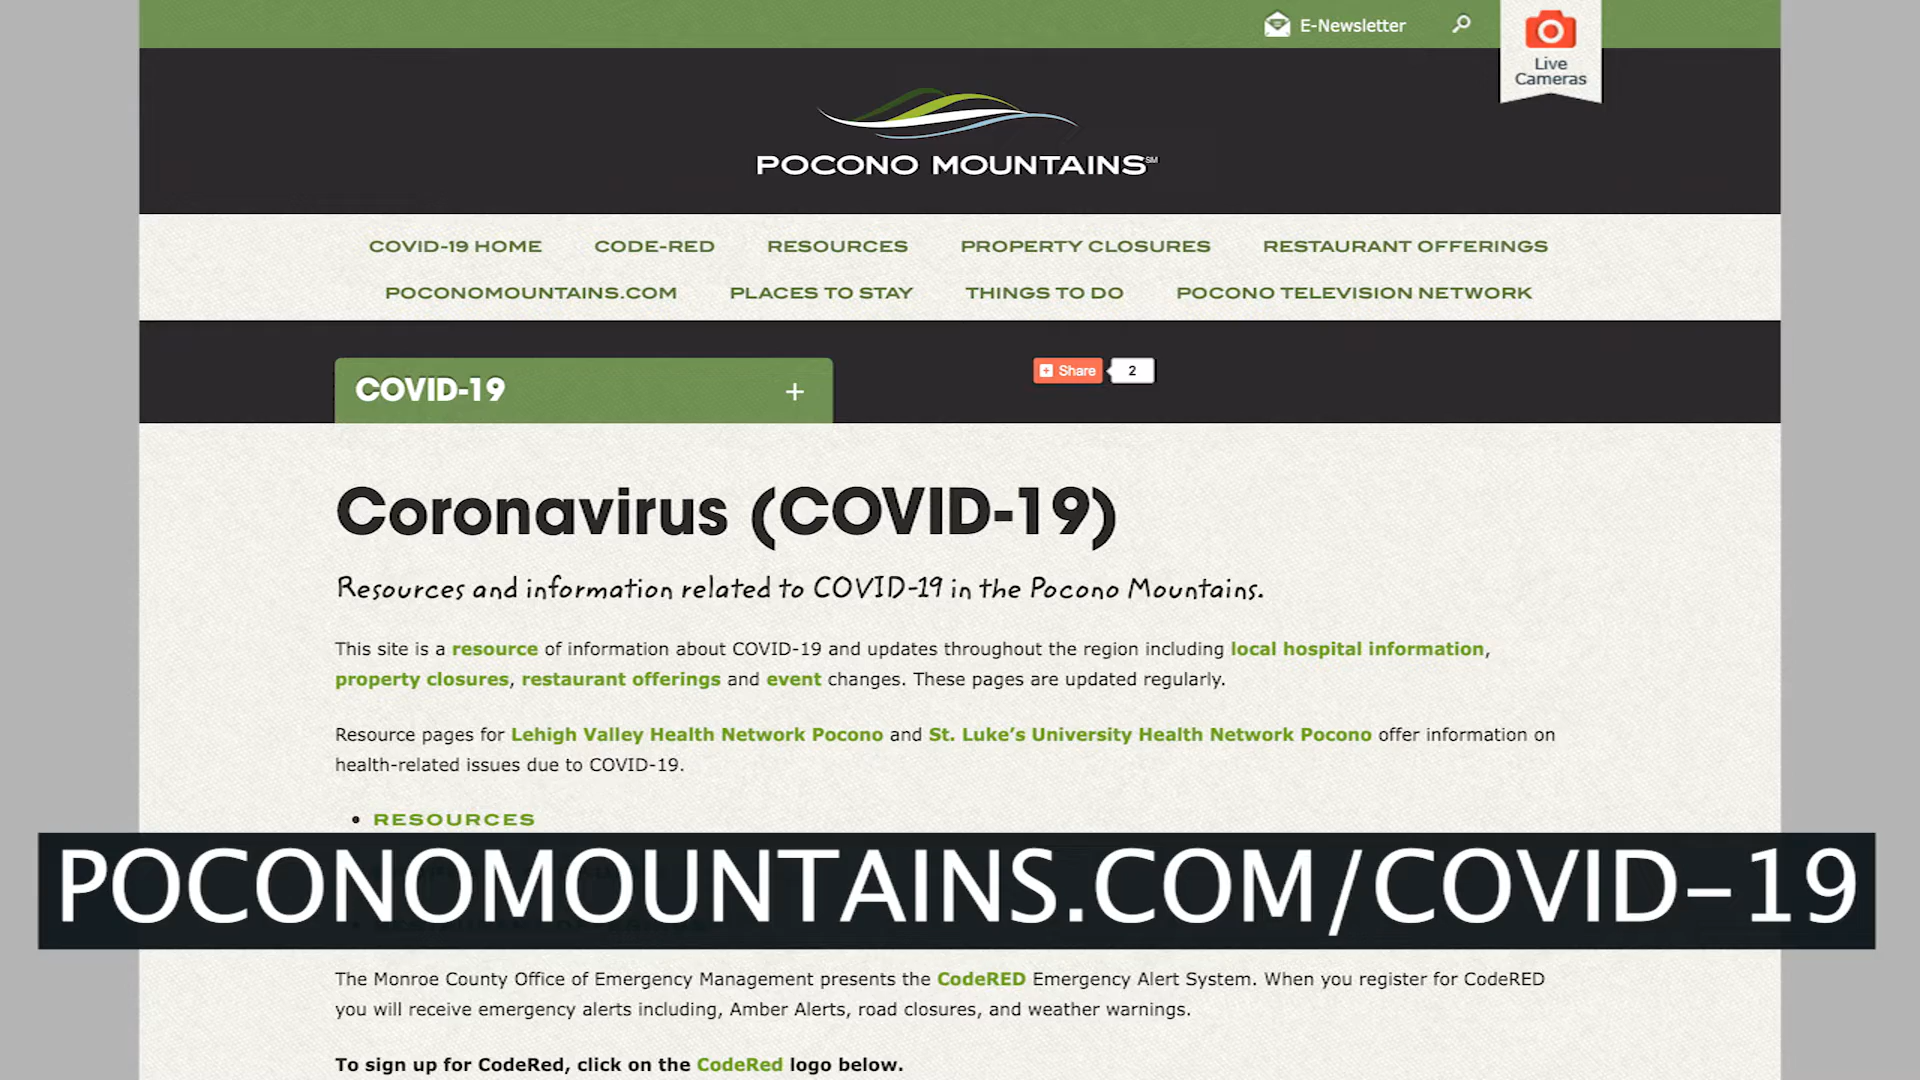 E-Newsletter
Live
Cameras
POCONO MOUNTAINS℠
COVID-19 HOME CODE-RED RESOURCES PROPERTY CLOSURES RESTAURANT OFFERINGS
POCONOMOUNTAINS.COM PLACES TO STAY THINGS TO DO POCONO TELEVISION NETWORK
COVID-19 +
Share 2
Coronavirus (COVID-19)
Resources and information related to COVID-19 in the Pocono Mountains.
This site is a resource of information about COVID-19 and updates throughout the region including local hospital information,
property closures, restaurant offerings and event changes. These pages are updated regularly.
Resource pages for Lehigh Valley Health Network Pocono and St. Luke’s University Health Network Pocono offer information on
health-related issues due to COVID-19.
• RESOURCES
POCONOMOUNTAINS.COM/COVID-19
The Monroe County Office of Emergency Management presents the CodeRED Emergency Alert System. When you register for CodeRED
you will receive emergency alerts including, Amber Alerts, road closures, and weather warnings.
To sign up for CodeRed, click on the CodeRed logo below.